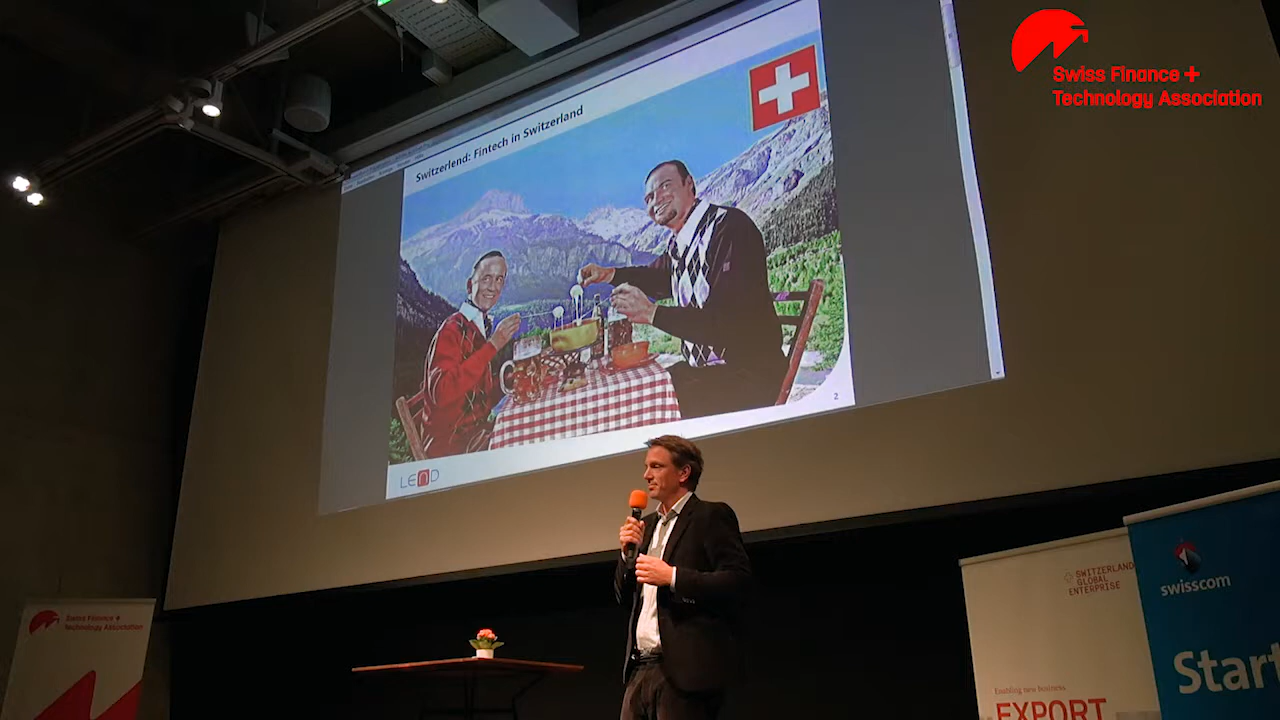 Swiss Finance +
Technology Association
Switzerlend: Fintech in Switzerland
2
LEND
Swiss Finance +
Technology Association
SWITZERLAND
GLOBAL
ENTERPRISE
Enabling new business
EXPORT
swisscom
Start